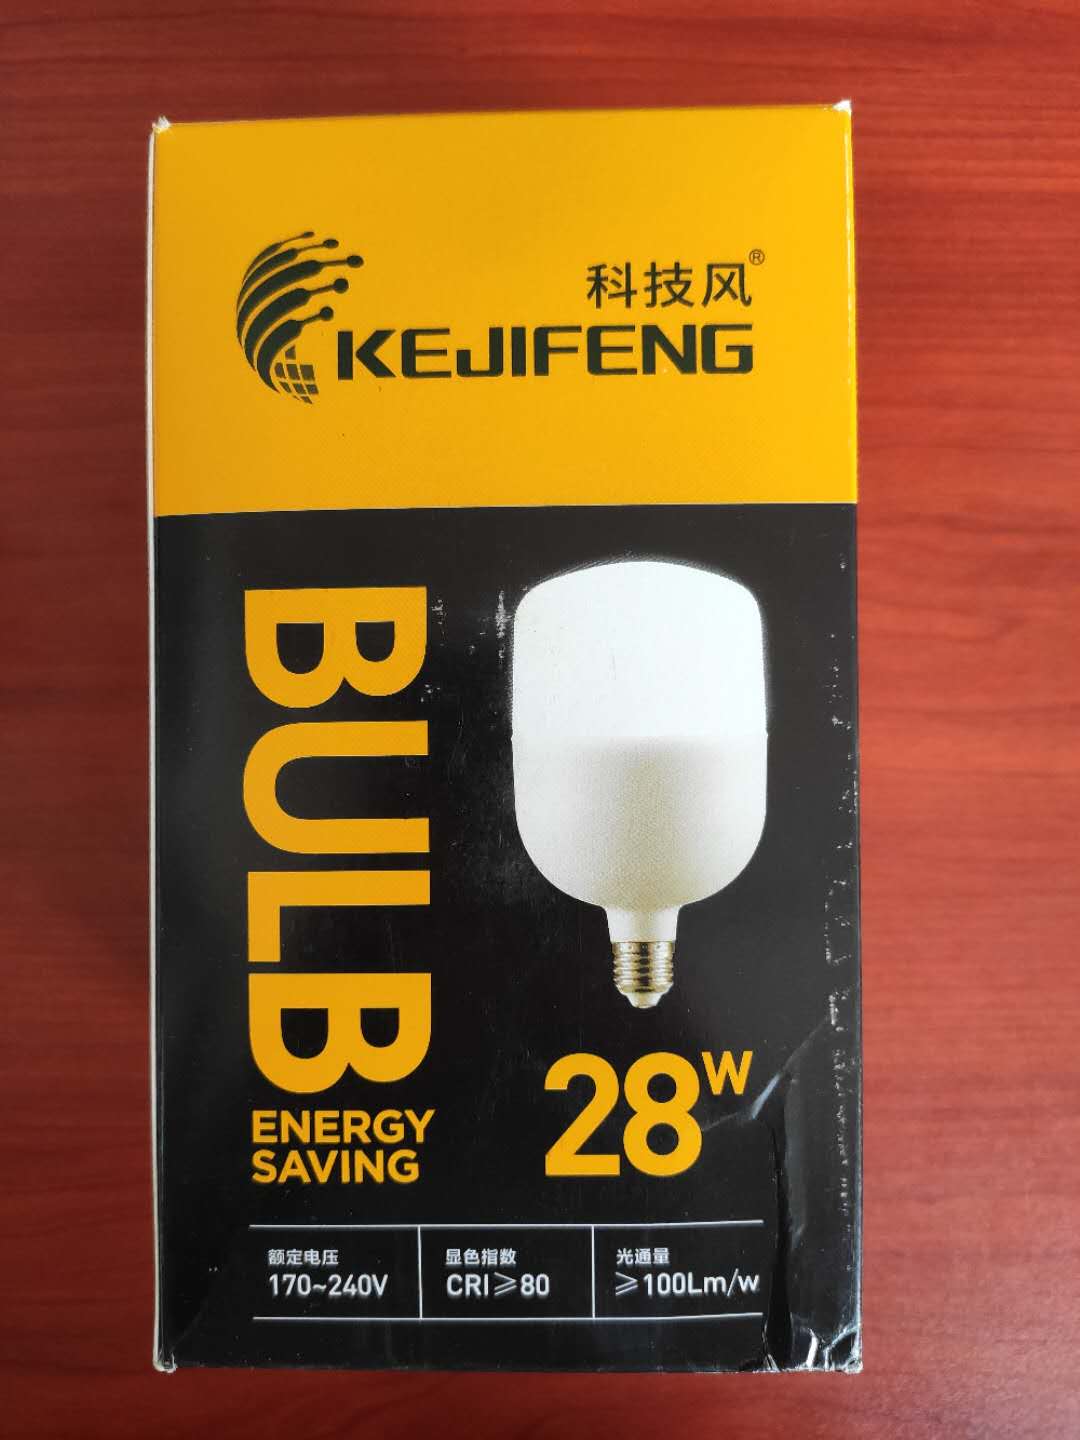 科技风®
KEJIFENG
BULB
ENERGY
SAVING
28W
额定电压
170~240V
显色指数
CRI≥80
光通量
≥100Lm/w